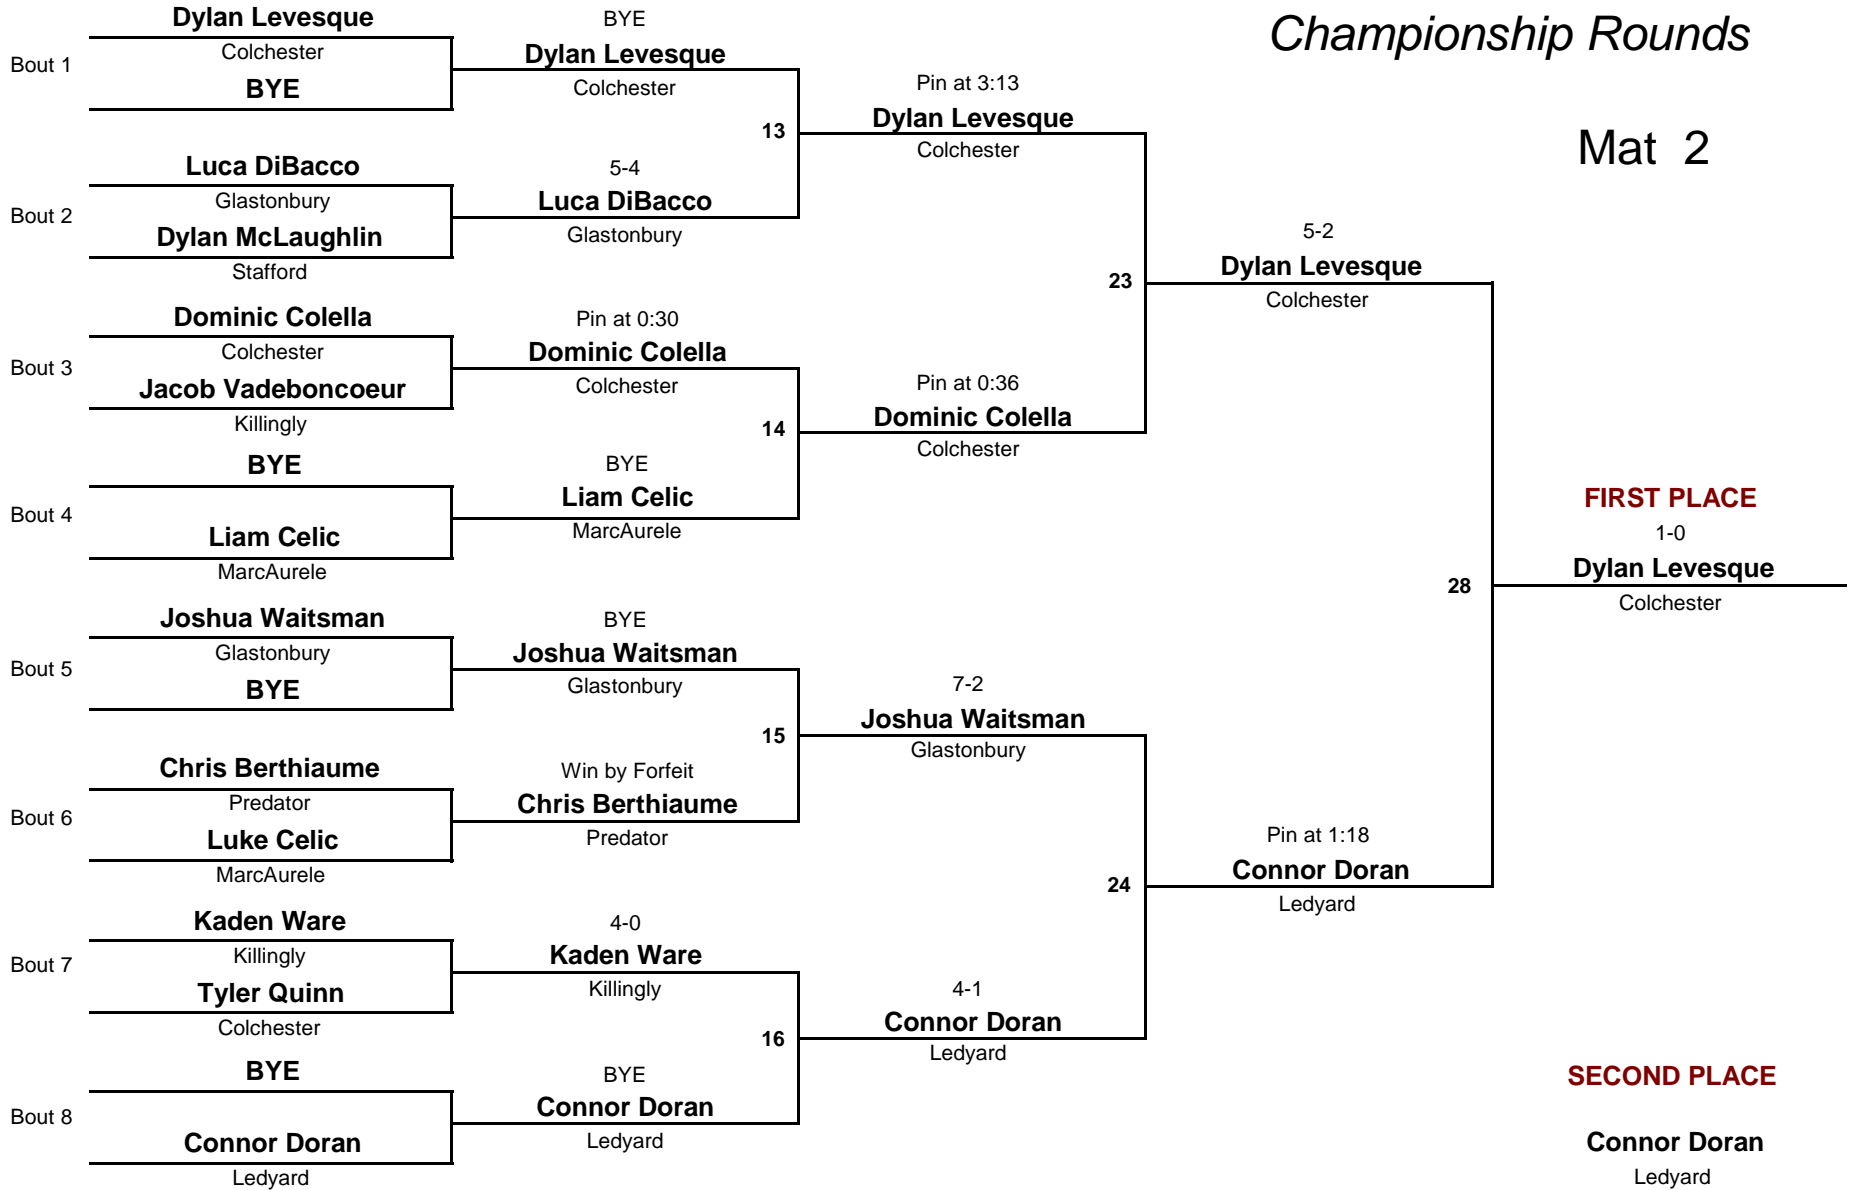 Championship Rounds
Mat 2
Bout 1
Dylan Levesque
Colchester
BYE
Bout 2
Luca DiBacco
Glastonbury
Dylan McLaughlin
Stafford
Bout 3
Dominic Colella
Colchester
Jacob Vadeboncoeur
Killingly
Bout 4
BYE
Liam Celic
MarcAurele
Bout 5
Joshua Waitsman
Glastonbury
BYE
Bout 6
Chris Berthiaume
Predator
Luke Celic
MarcAurele
Bout 7
Kaden Ware
Killingly
Tyler Quinn
Colchester
Bout 8
BYE
Connor Doran
Ledyard
BYE
Dylan Levesque
Colchester
13
5-4
Luca DiBacco
Glastonbury
Pin at 0:30
Dominic Colella
Colchester
14
BYE
Liam Celic
MarcAurele
BYE
Joshua Waitsman
Glastonbury
15
Win by Forfeit
Chris Berthiaume
Predator
4-0
Kaden Ware
Killingly
16
BYE
Connor Doran
Ledyard
Pin at 3:13
Dylan Levesque
Colchester
23
Pin at 0:36
Dominic Colella
Colchester
7-2
Joshua Waitsman
Glastonbury
24
4-1
Connor Doran
Ledyard
5-2
Dylan Levesque
Colchester
28
Pin at 1:18
Connor Doran
Ledyard
FIRST PLACE
1-0
Dylan Levesque
Colchester
SECOND PLACE
Connor Doran
Ledyard